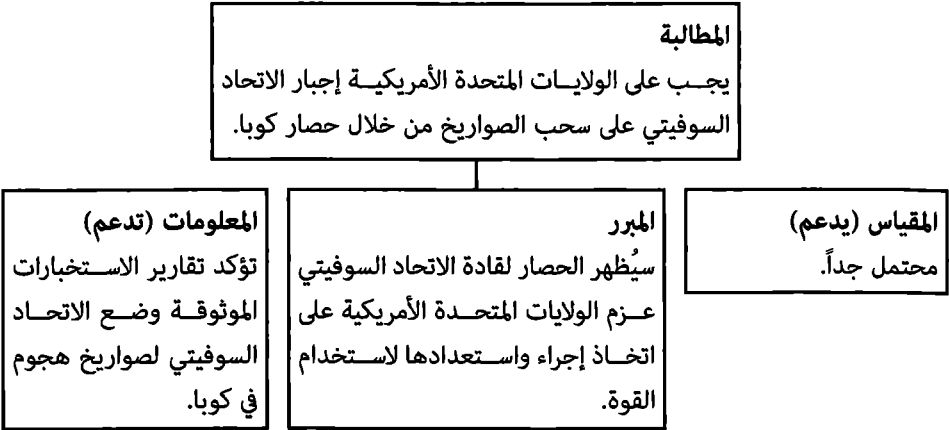 المطالبة
يجب على الولايات المتحدة الأمريكية إجبار الاتحاد
السوفيتي على سحب الصواريخ من خلال حصار كوبا.
المقياس (يدعم)
محتمل جداً.
المبرر
سيُظهر الحصار لقادة الاتحاد السوفيتي
عزم الولايات المتحدة الأمريكية على
اتخاذ إجراء واستعدادها لاستخدام
القوة.
المعلومات (تدعم)
تؤكد تقارير الاستخبارات
الموثوقة وضع الاتحاد
السوفيتي لصواريخ هجوم
في كوبا.